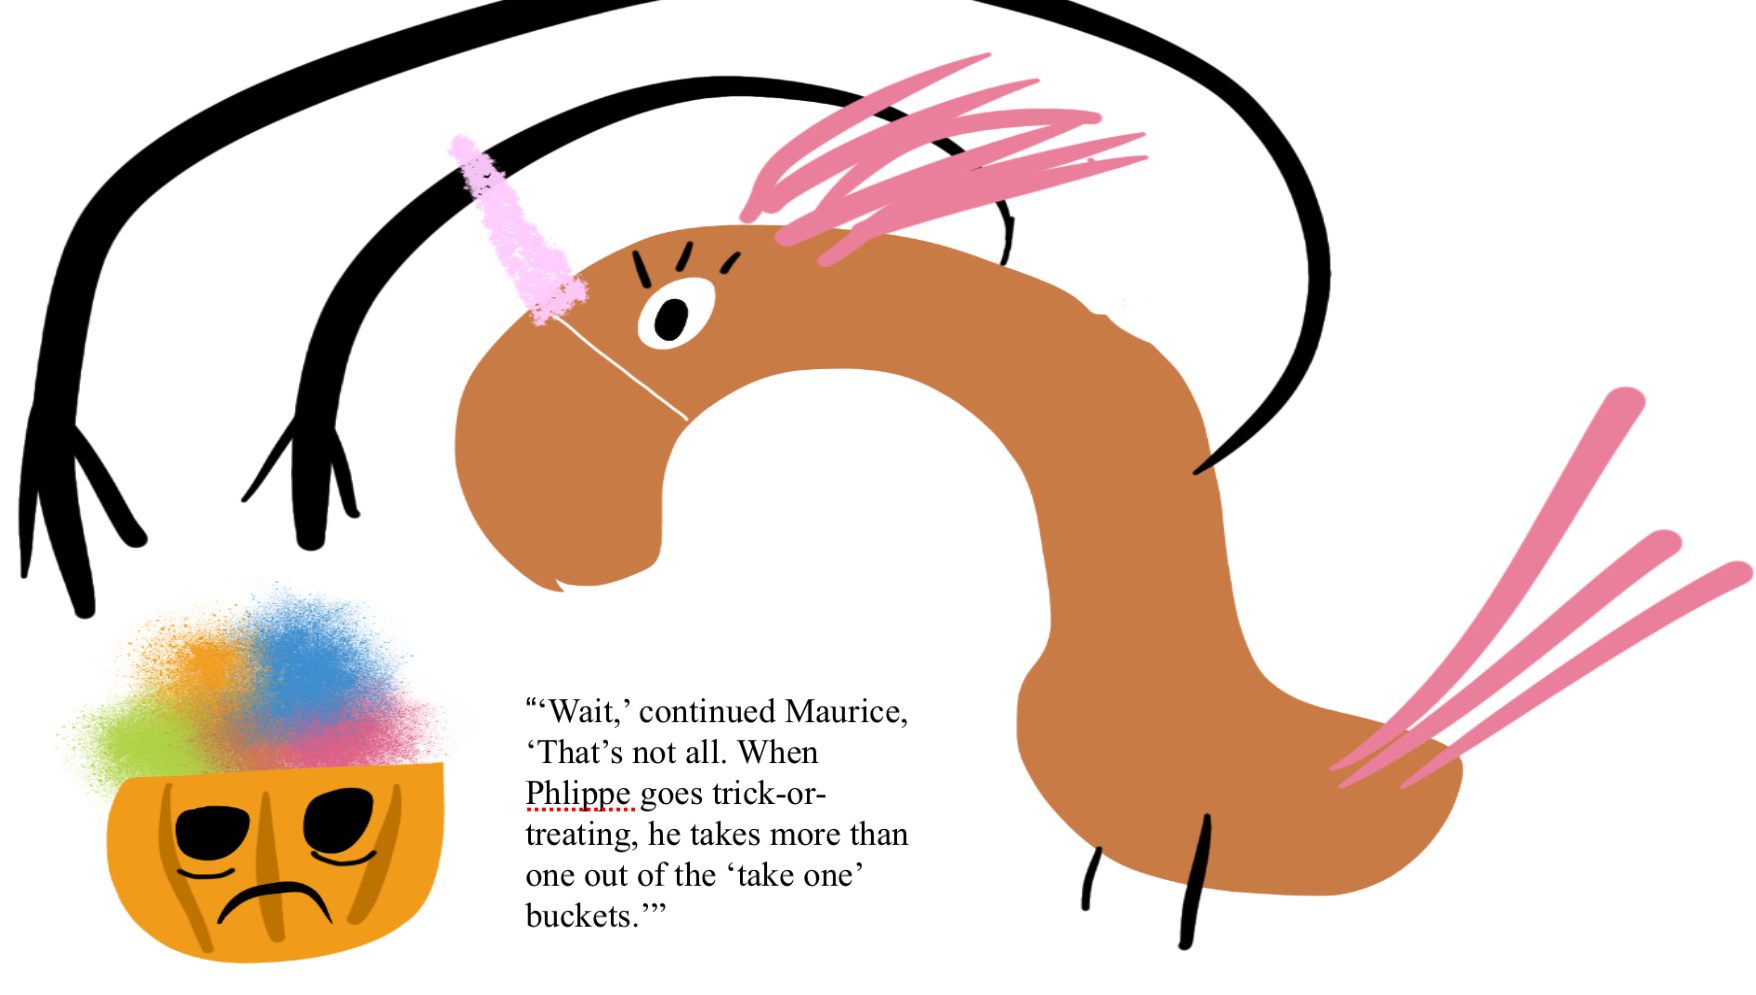 “‘Wait,’ continued Maurice,
‘That’s not all. When
Phlippe goes trick-or-
treating, he takes more than
one out of the ‘take one’
buckets.’”